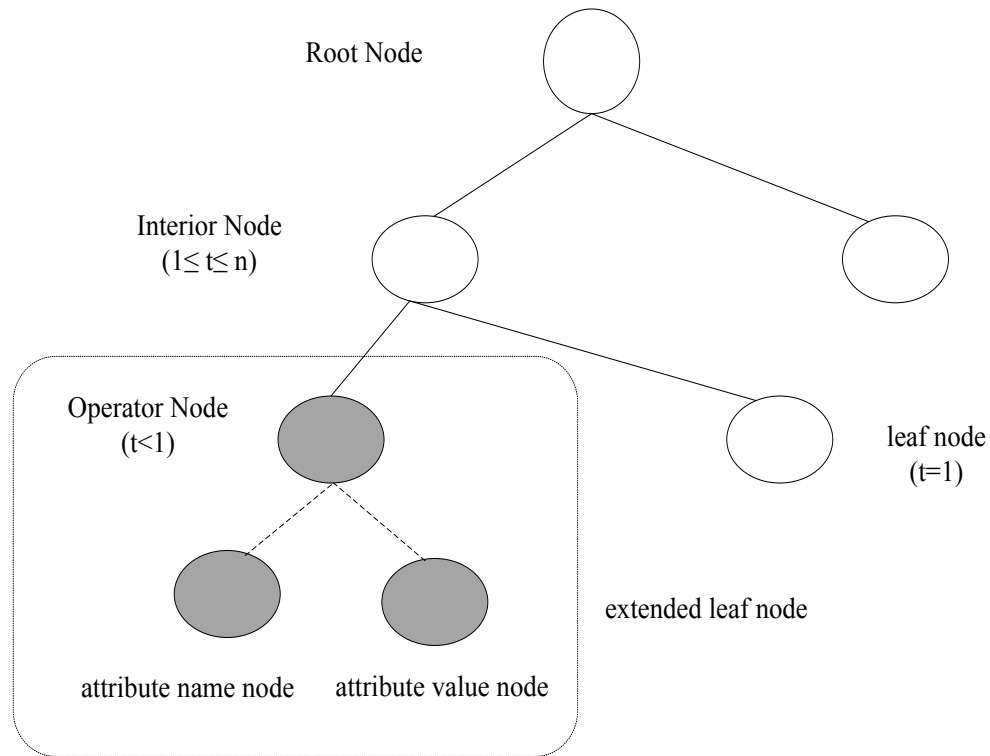 Root Node
Interior Node
(1≤ t≤ n)
Operator Node
(t<1)
leaf node
(t=1)
extended leaf node
attribute name node
attribute value node